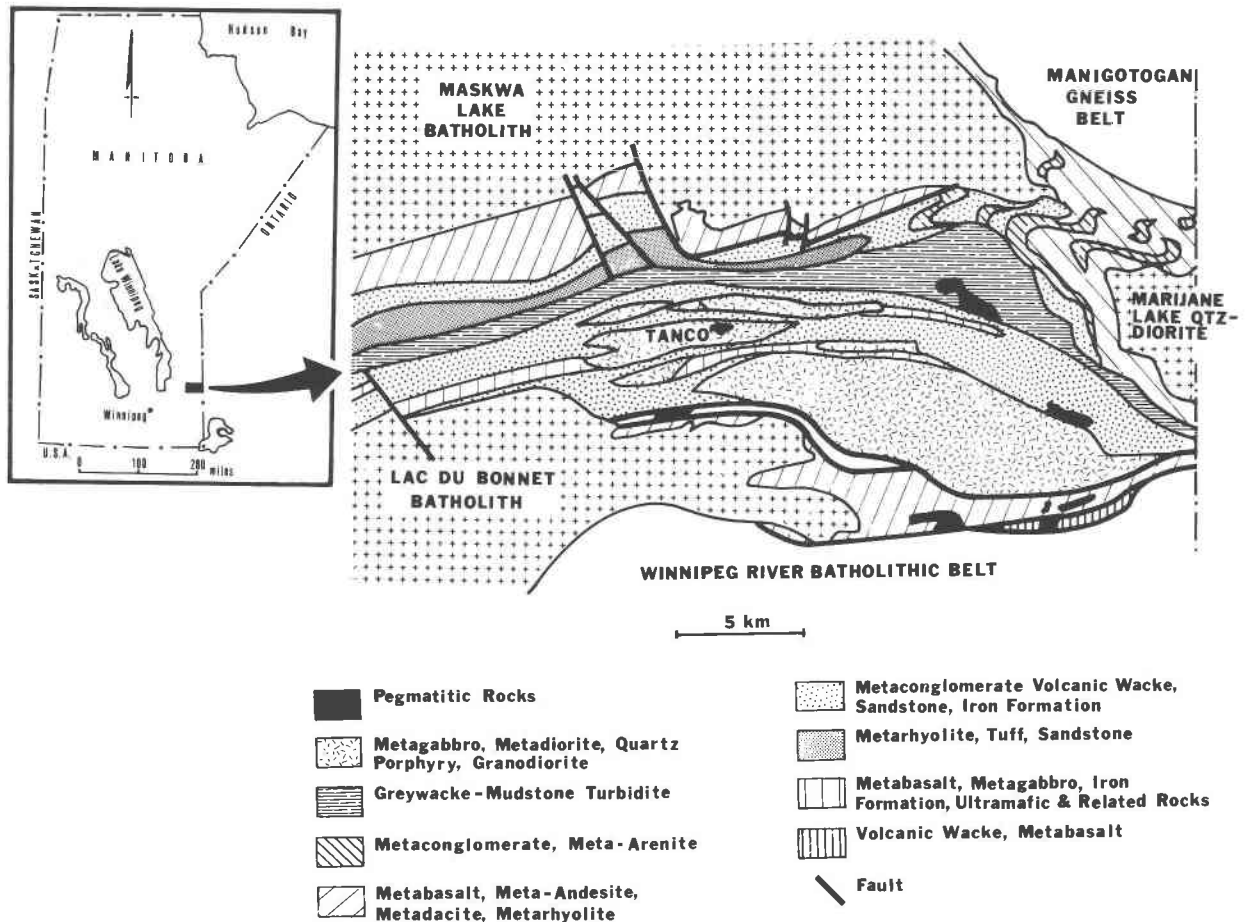 Hudson Bay
MANITOBA
SASKATCHEWAN
ONTARIO
Lake Winnipeg
Winnipeg
U.S.A.
0 100 200 miles
MASKWA
LAKE
BATHOLITH
MANIGOTOGAN
GNEISS
BELT
MARIJANE
LAKE QTZ-
DIORITE
TANCO
LAC DU BONNET
BATHOLITH
WINNIPEG RIVER BATHOLITHIC BELT
5 km
Pegmatitic Rocks
Metagabbro, Metadiorite, Quartz
Porphyry, Granodiorite
Greywacke-Mudstone Turbidite
Metaconglomerate, Meta-Arenite
Metabasalt, Meta-Andesite,
Metadacite, Metarhyolite
Metaconglomerate Volcanic Wacke,
Sandstone, Iron Formation
Metarhyolite, Tuff, Sandstone
Metabasalt, Metagabbro, Iron
Formation, Ultramafic & Related Rocks
Volcanic Wacke, Metabasalt
Fault